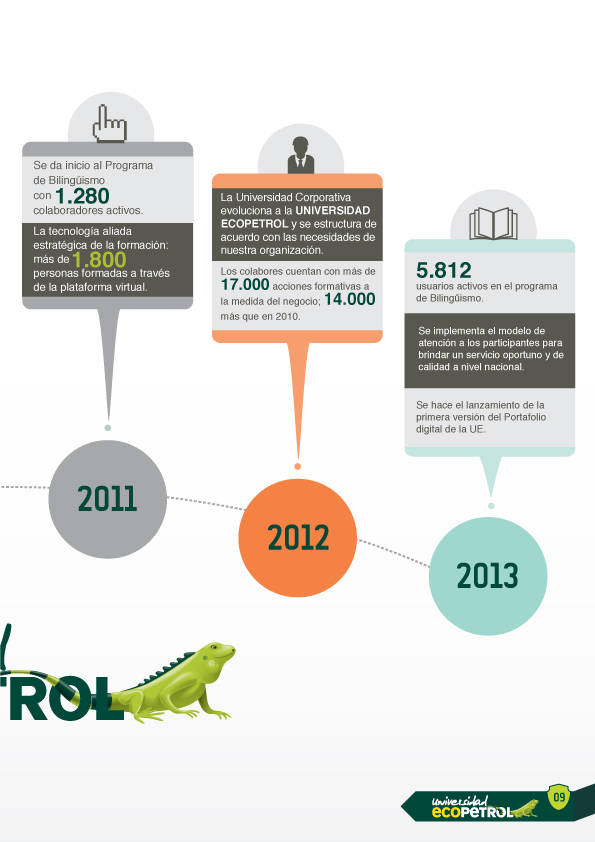 Se da inicio al Programa
de Bilingüismo
con 1.280
colaboradores activos.
La tecnología aliada
estratégica de la formación:
más de 1.800
personas formadas a través
de la plataforma virtual.
2011
La Universidad Corporativa
evoluciona a la UNIVERSIDAD
ECOPETROL y se estructura de
acuerdo con las necesidades de
nuestra organización.
Los colabores cuentan con más de
17.000 acciones formativas a
la medida del negocio; 14.000
más que en 2010.
2012
5.812
usuarios activos en el programa
de Bilingüismo.
Se implementa el modelo de
atención a los participantes para
brindar un servicio oportuno y de
calidad a nivel nacional.
Se hace el lanzamiento de la
primera versión del Portafolio
digital de la UE.
2013
TROL
Universidad
ECOPETROL
09